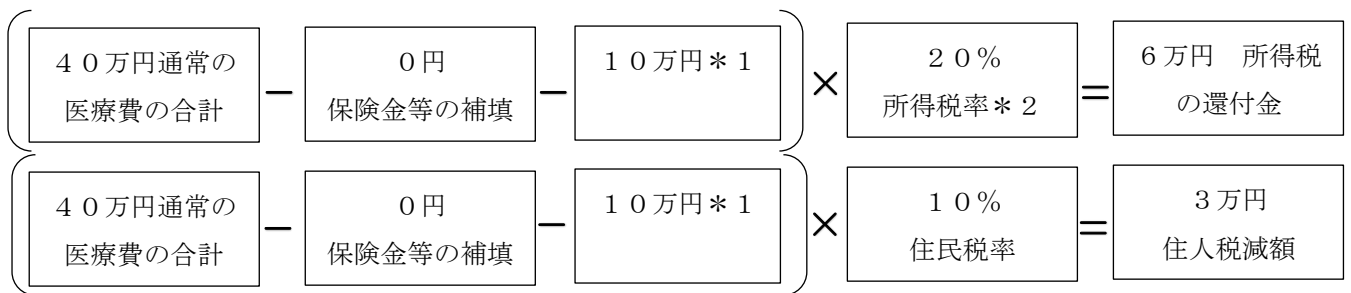 (４０万円通常の医療費の合計 − ０円 保険金等の補填 − １０万円＊１) × ２０％ 所得税率＊２ = ６万円　所得税の還付金
(４０万円通常の医療費の合計 − ０円 保険金等の補填 − １０万円＊１) × １０％ 住民税率 = ３万円 住人税減額